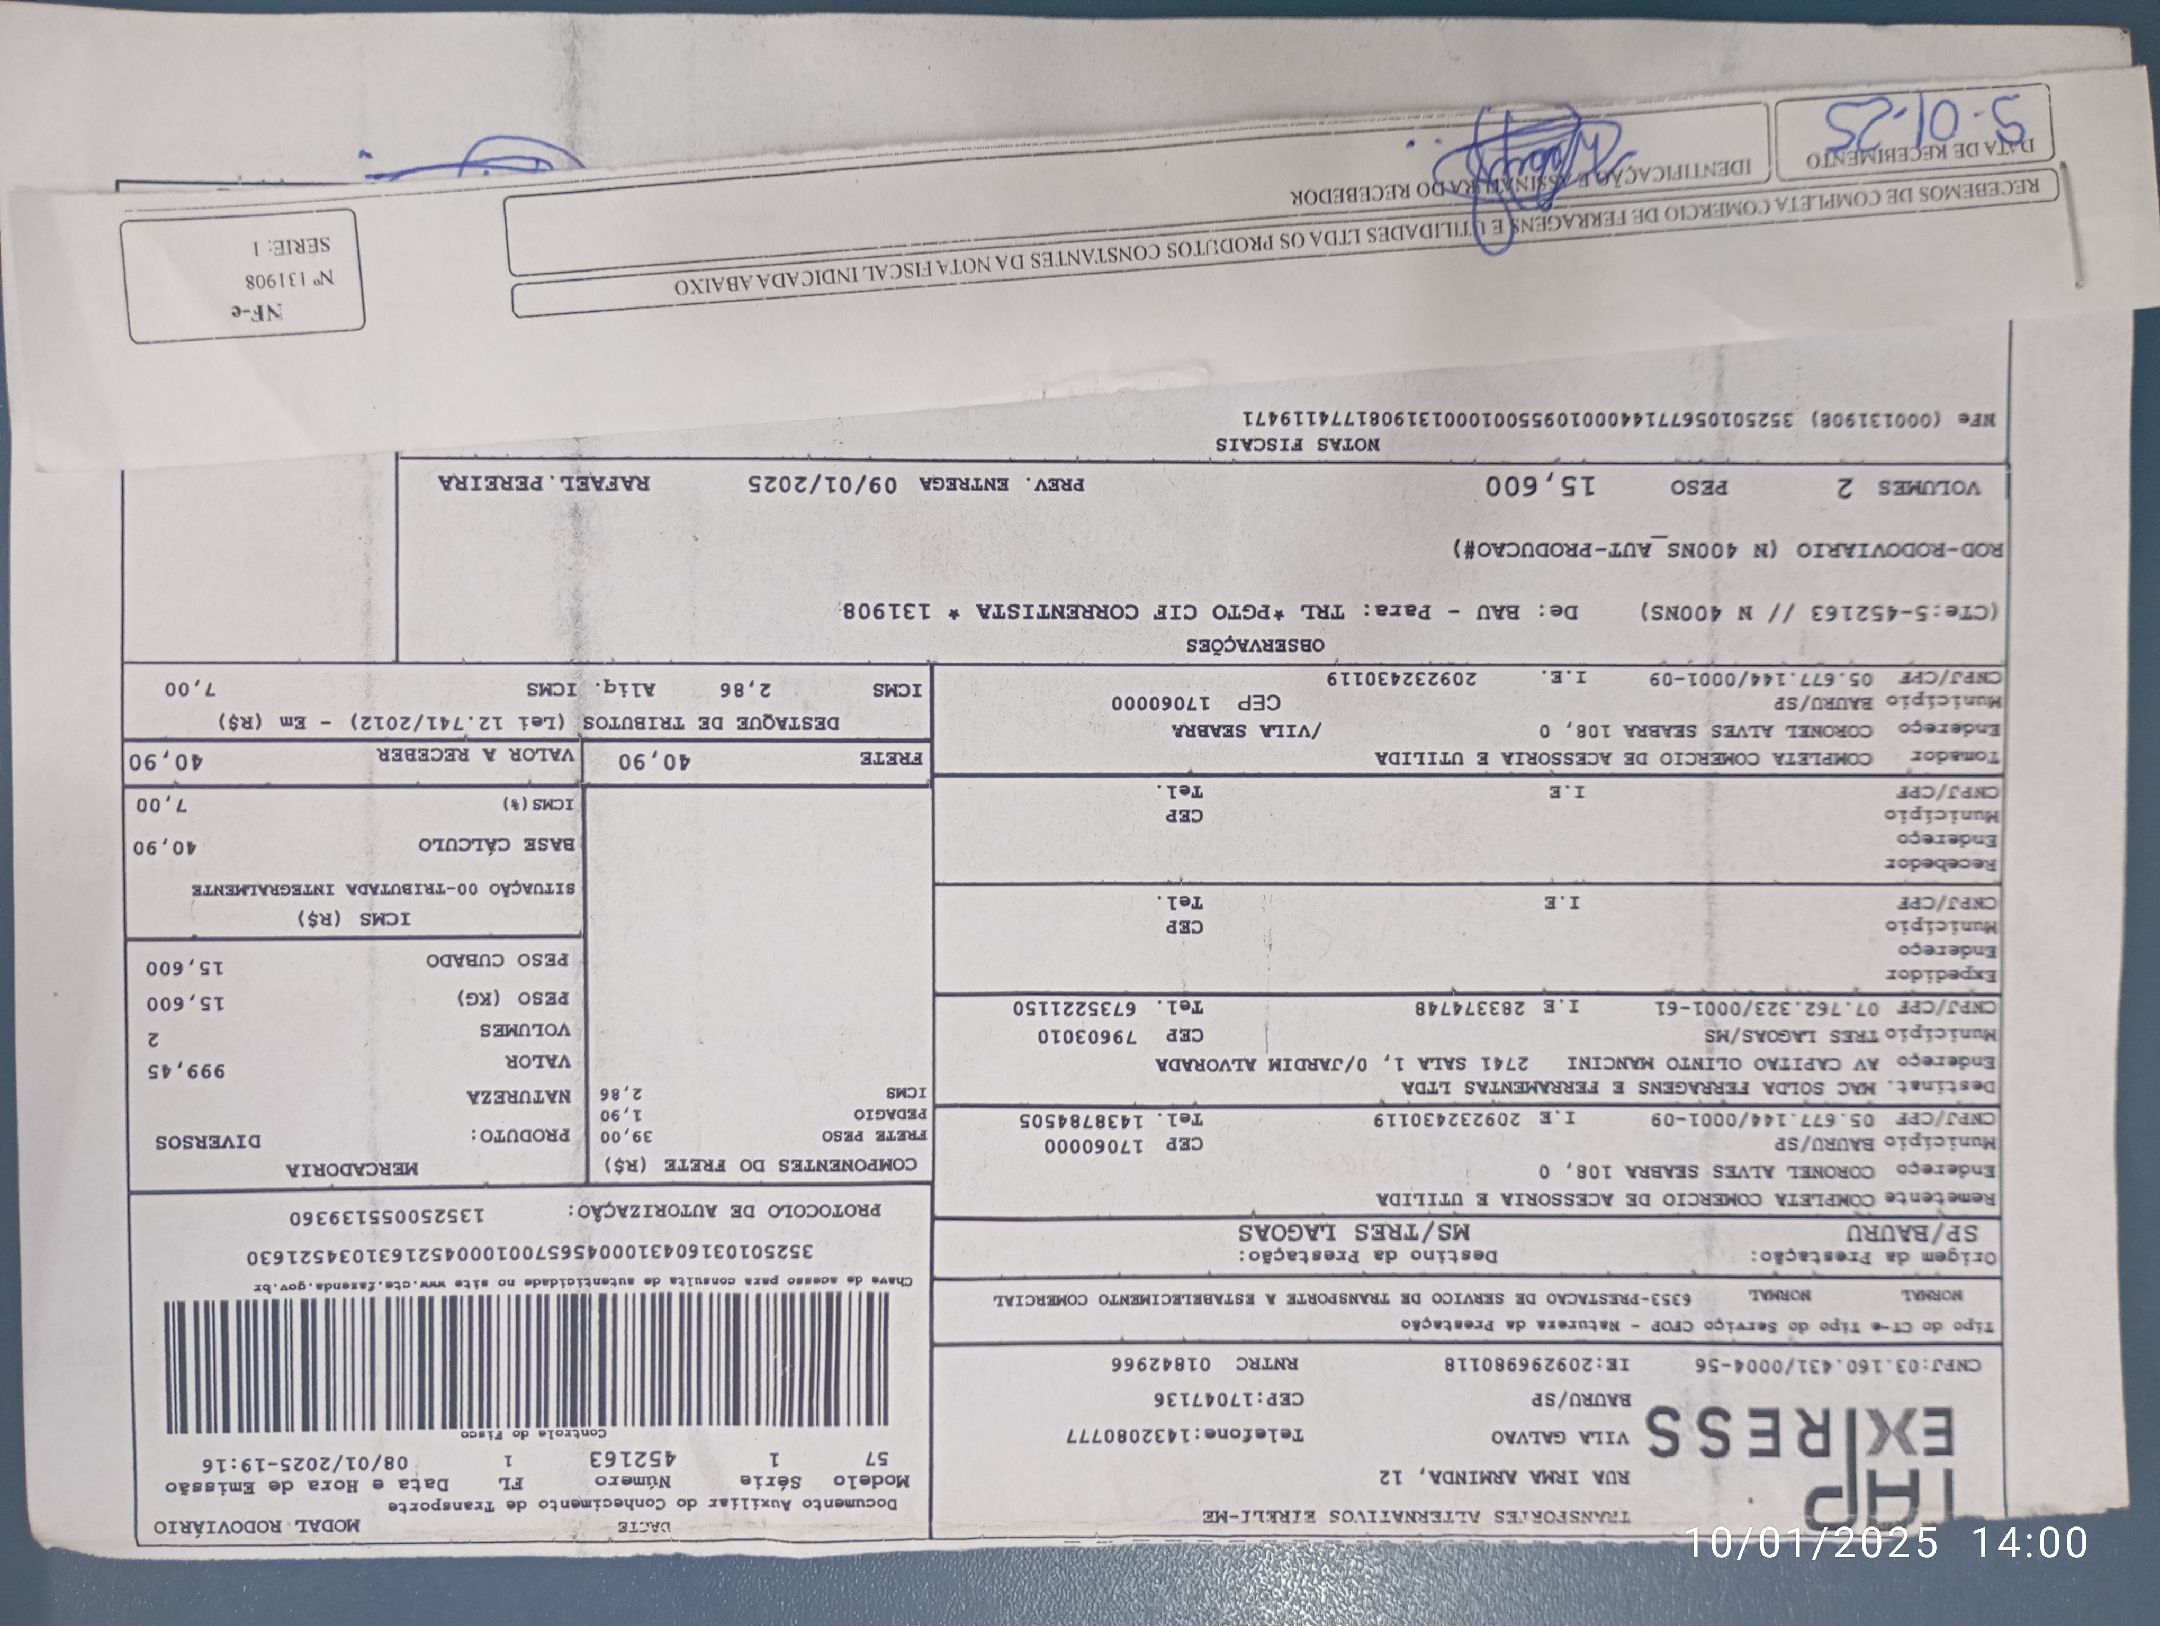 TAP
EXPRESS
TRANSPORTES ALTERNATIVOS EIRELI-ME
RUA IRMA ARMINDA, 12
VILA GALVAO Telefone:1432080777
BAURU/SP CEP:17047136
CNPJ:03.160.431/0004-56 IE:209296980118 RNTRC 01842966
DACTE MODAL RODOVIÁRIO
Documento Auxiliar do Conhecimento de Transporte
Modelo Série Número FL Data e Hora de Emissão
57 1 452163 1 08/01/2025-19:16
Controle do Fisco
Chave de acesso para consulta de autenticidade no site www.cte.fazenda.gov.br
35250103160431000456570010004521631034521630
PROTOCOLO DE AUTORIZAÇÃO: 135250055139360
Tipo do CT-e Tipo do Serviço CFOP - Natureza da Prestação
NORMAL NORMAL 6353-PRESTACAO DE SERVICO DE TRANSPORTE A ESTABELECIMENTO COMERCIAL
Origem da Prestação: Destino da Prestação:
SP/BAURU MS/TRES LAGOAS
Remetente COMPLETA COMERCIO DE ACESSORIA E UTILIDA
Endereço CORONEL ALVES SEABRA 108, 0
Município BAURU/SP CEP 17060000
CNPJ/CPF 05.677.144/0001-09 I.E 209232430119 Tel. 1438784505
Destinat. MAC SOLDA FERRAGENS E FERRAMENTAS LTDA
Endereço AV CAPITAO OLINTO MANCINI 2741 SALA 1, 0/JARDIM ALVORADA
Município TRES LAGOAS/MS CEP 79603010
CNPJ/CPF 07.762.323/0001-61 I.E 283374748 Tel. 6735221150
Expedidor
Endereço
Município CEP
CNPJ/CPF I.E Tel.
Recebedor
Endereço
Município CEP
CNPJ/CPF I.E Tel.
Tomador COMPLETA COMERCIO DE ACESSORIA E UTILIDA
Endereço CORONEL ALVES SEABRA 108, 0 /VILA SEABRA
Município BAURU/SP CEP 17060000
CNPJ/CPF 05.677.144/0001-09 I.E. 209232430119
COMPONENTES DO FRETE (R$)
FRETE PESO 39,00
PEDAGIO 1,90
ICMS 2,86
MERCADORIA
PRODUTO: DIVERSOS
NATUREZA
VALOR 999,45
VOLUMES 2
PESO (KG) 15,600
PESO CUBADO 15,600
ICMS (R$)
SITUAÇÃO 00-TRIBUTADA INTEGRALMENTE
BASE CÁLCULO 40,90
ICMS(%) 7,00
FRETE 40,90 VALOR A RECEBER 40,90
DESTAQUE DE TRIBUTOS (Lei 12.741/2012) - Em (R$)
ICMS 2,86 Aliq. ICMS 7,00
OBSERVAÇÕES
(CTe:5-452163 // N 400NS) De: BAU - Para: TRL *PGTO CIF CORRENTISTA * 131908
ROD-RODOVIARIO (N 400NS_AUT-PRODUCAO#)
VOLUMES 2 PESO 15,600 PREV. ENTREGA 09/01/2025 RAFAEL.PEREIRA
NOTAS FISCAIS
NFe (000131908) 35250105677144000109550010001319081774119471
RECEBEMOS DE COMPLETA COMERCIO DE FERRAGENS E UTILIDADES LTDA OS PRODUTOS CONSTANTES DA NOTA FISCAL INDICADA ABAIXO
DATA DE RECEBIMENTO
IDENTIFICAÇÃO E ASSINATURA DO RECEBEDOR
NF-e
Nº 131908
SERIE: 1
10/01/2025 14:00